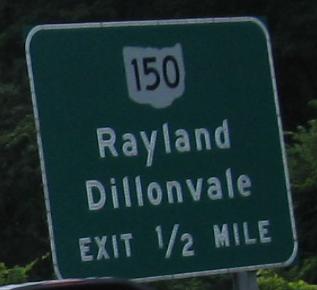 150
Rayland
Dillonvale
EXIT 1/2 MILE